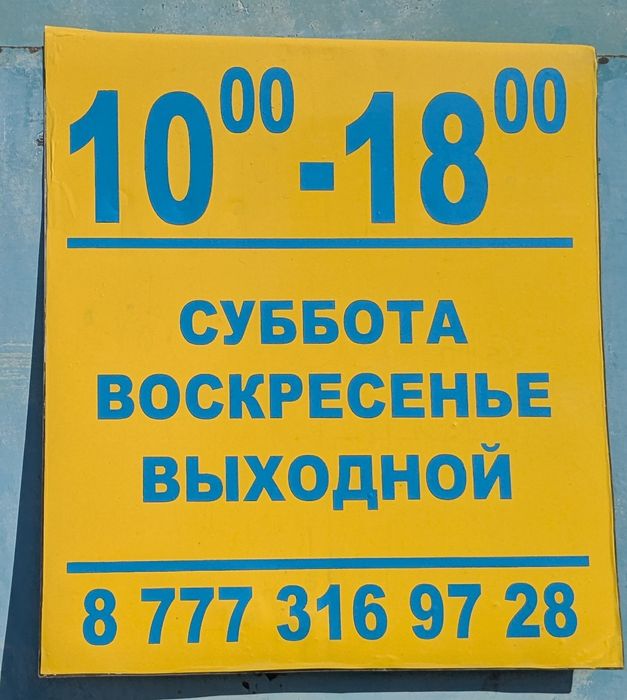 10⁰⁰-18⁰⁰
СУББОТА
ВОСКРЕСЕНЬЕ
ВЫХОДНОЙ
8 777 316 97 28